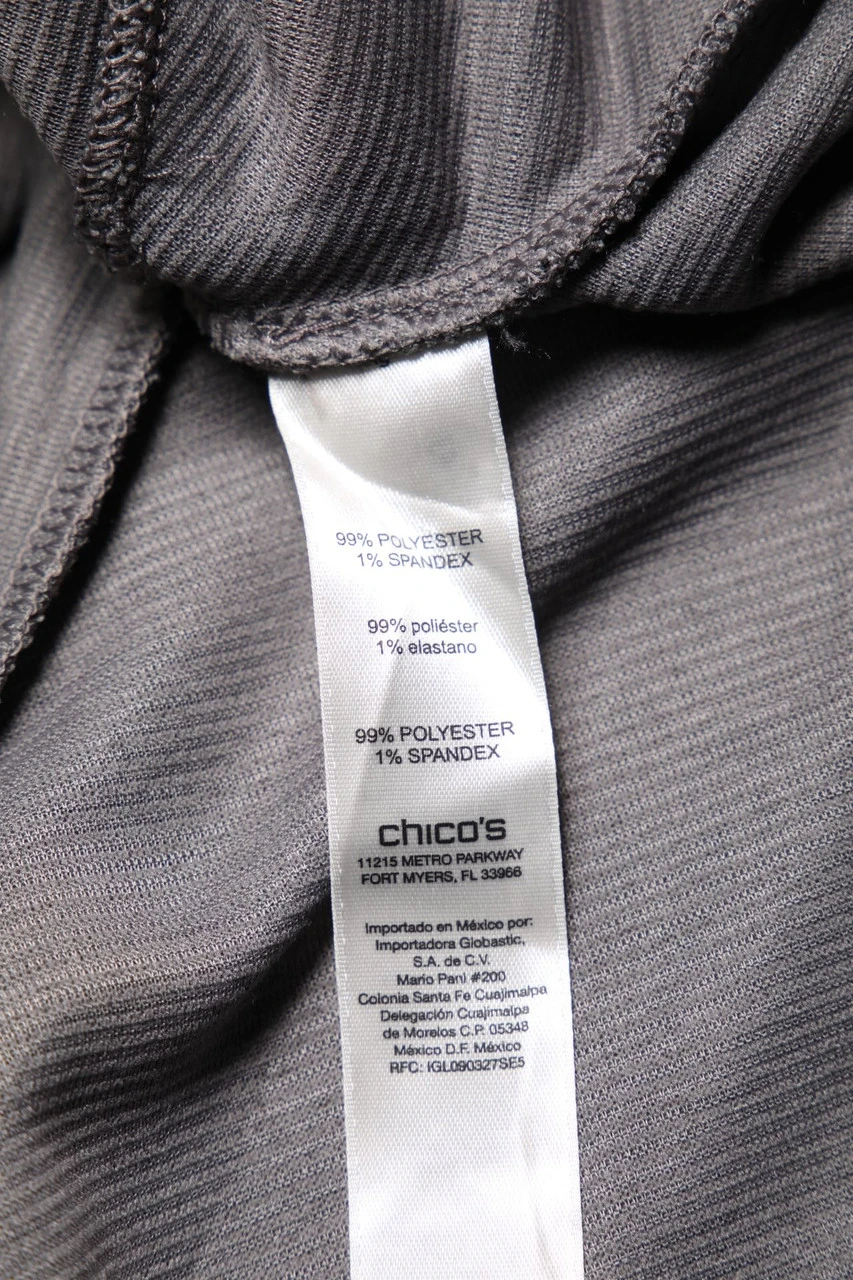 99% POLYESTER
1% SPANDEX
99% poliéster
1% elastano
99% POLYESTER
1% SPANDEX
chico's
11215 METRO PARKWAY
FORT MYERS, FL 33966
Importado en México por:
Importadora Globastic,
S.A. de C.V.
Mario Pani #200
Colonia Santa Fe Cuajimalpa
Delegación Cuajimalpa
de Morelos C.P. 05348
México D.F. México
RFC: IGL090327SE5